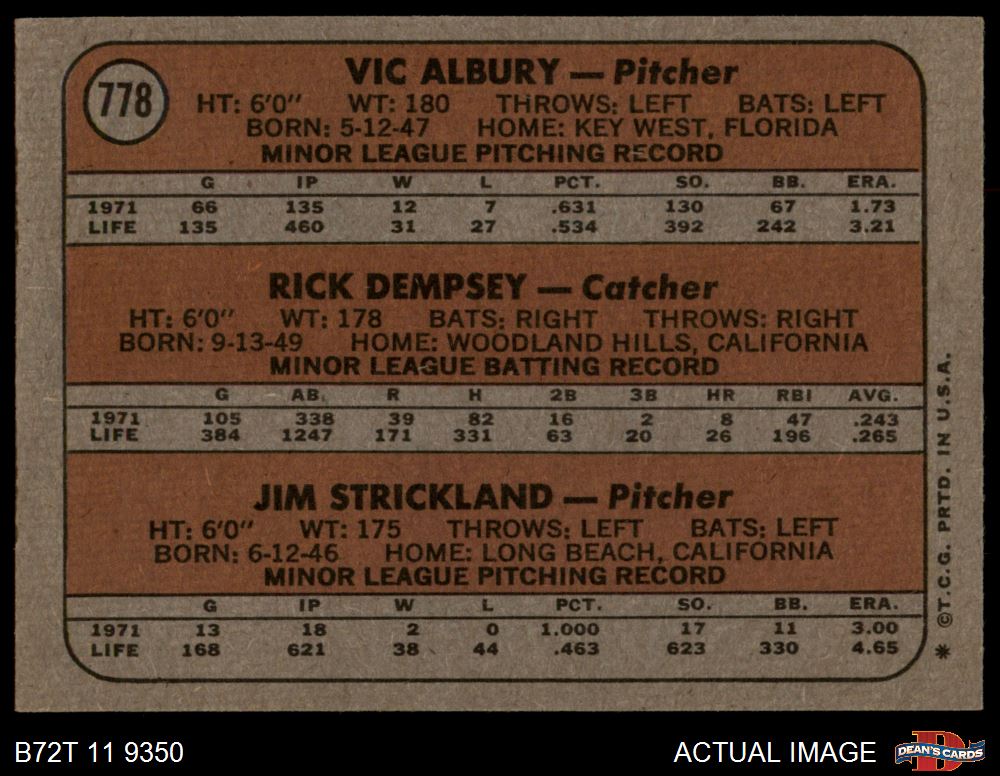 778
VIC ALBURY — Pitcher
HT: 6'0" WT: 180 THROWS: LEFT BATS: LEFT
BORN: 5-12-47 HOME: KEY WEST, FLORIDA
MINOR LEAGUE PITCHING RECORD
G IP W L PCT. SO. BB. ERA.
1971 66 135 12 7 .631 130 67 1.73
LIFE 135 460 31 27 .534 392 242 3.21
RICK DEMPSEY — Catcher
HT: 6'0" WT: 178 BATS: RIGHT THROWS: RIGHT
BORN: 9-13-49 HOME: WOODLAND HILLS, CALIFORNIA
MINOR LEAGUE BATTING RECORD
G AB. R H 2B 3B HR RBI AVG.
1971 105 338 39 82 16 2 8 47 .243
LIFE 384 1247 171 331 63 20 26 196 .265
JIM STRICKLAND — Pitcher
HT: 6'0" WT: 175 THROWS: LEFT BATS: LEFT
BORN: 6-12-46 HOME: LONG BEACH, CALIFORNIA
MINOR LEAGUE PITCHING RECORD
G IP W L PCT. SO. BB. ERA.
1971 13 18 2 0 1.000 17 11 3.00
LIFE 168 621 38 44 .463 623 330 4.65
* ©T.C.G. PRTD. IN U.S.A.
B72T 11 9350
ACTUAL IMAGE
D
DEAN'S CARDS